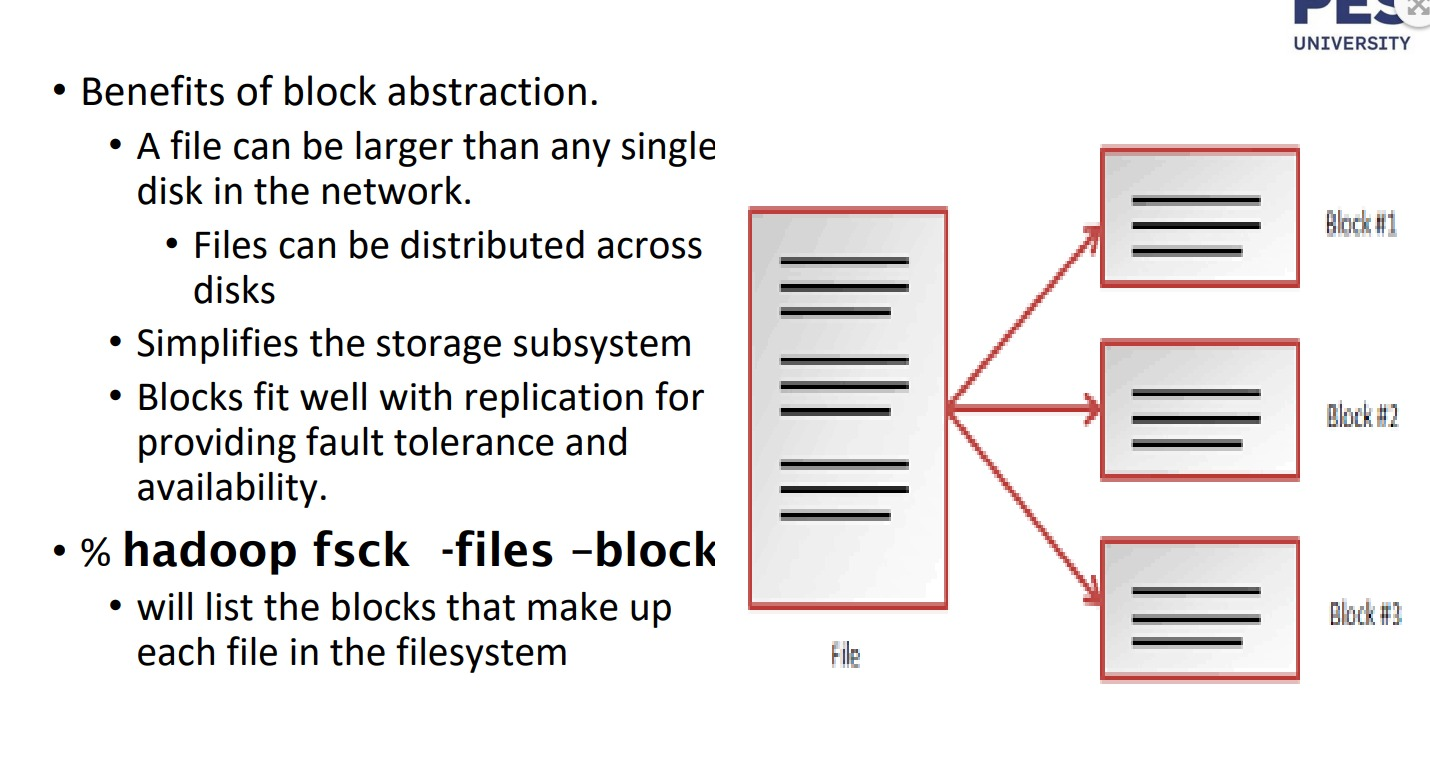 PES
UNIVERSITY
• Benefits of block abstraction.
• A file can be larger than any single
disk in the network.
• Files can be distributed across
disks
• Simplifies the storage subsystem
• Blocks fit well with replication for
providing fault tolerance and
availability.
• % hadoop fsck -files –block
• will list the blocks that make up
each file in the filesystem
Block #1
Block #2
Block #3
File